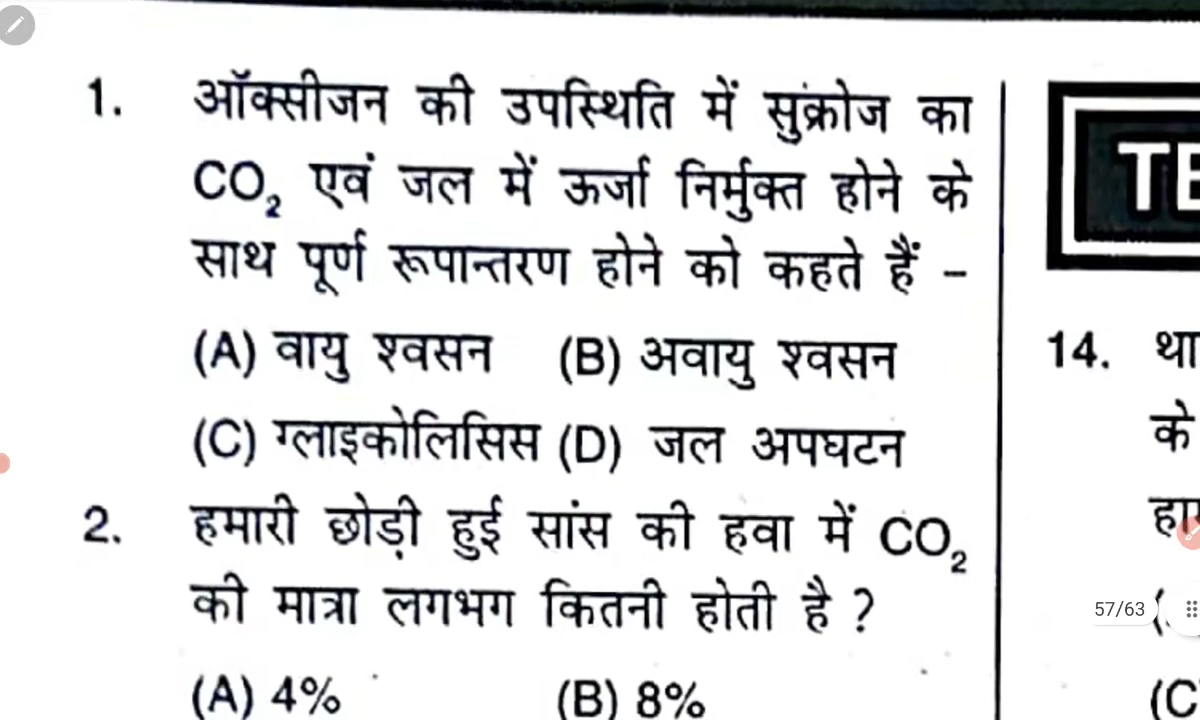 1. ऑक्सीजन की उपस्थिति में सुंक्रोज का
CO₂ एवं जल में ऊर्जा निर्मुक्त होने के
साथ पूर्ण रूपान्तरण होने को कहते हैं –
(A) वायु श्वसन (B) अवायु श्वसन
(C) ग्लाइकोलिसिस (D) जल अपघटन
2. हमारी छोड़ी हुई सांस की हवा में CO₂
की मात्रा लगभग कितनी होती है ?
(A) 4% (B) 8%
TE
14. था
के
57/63
(C